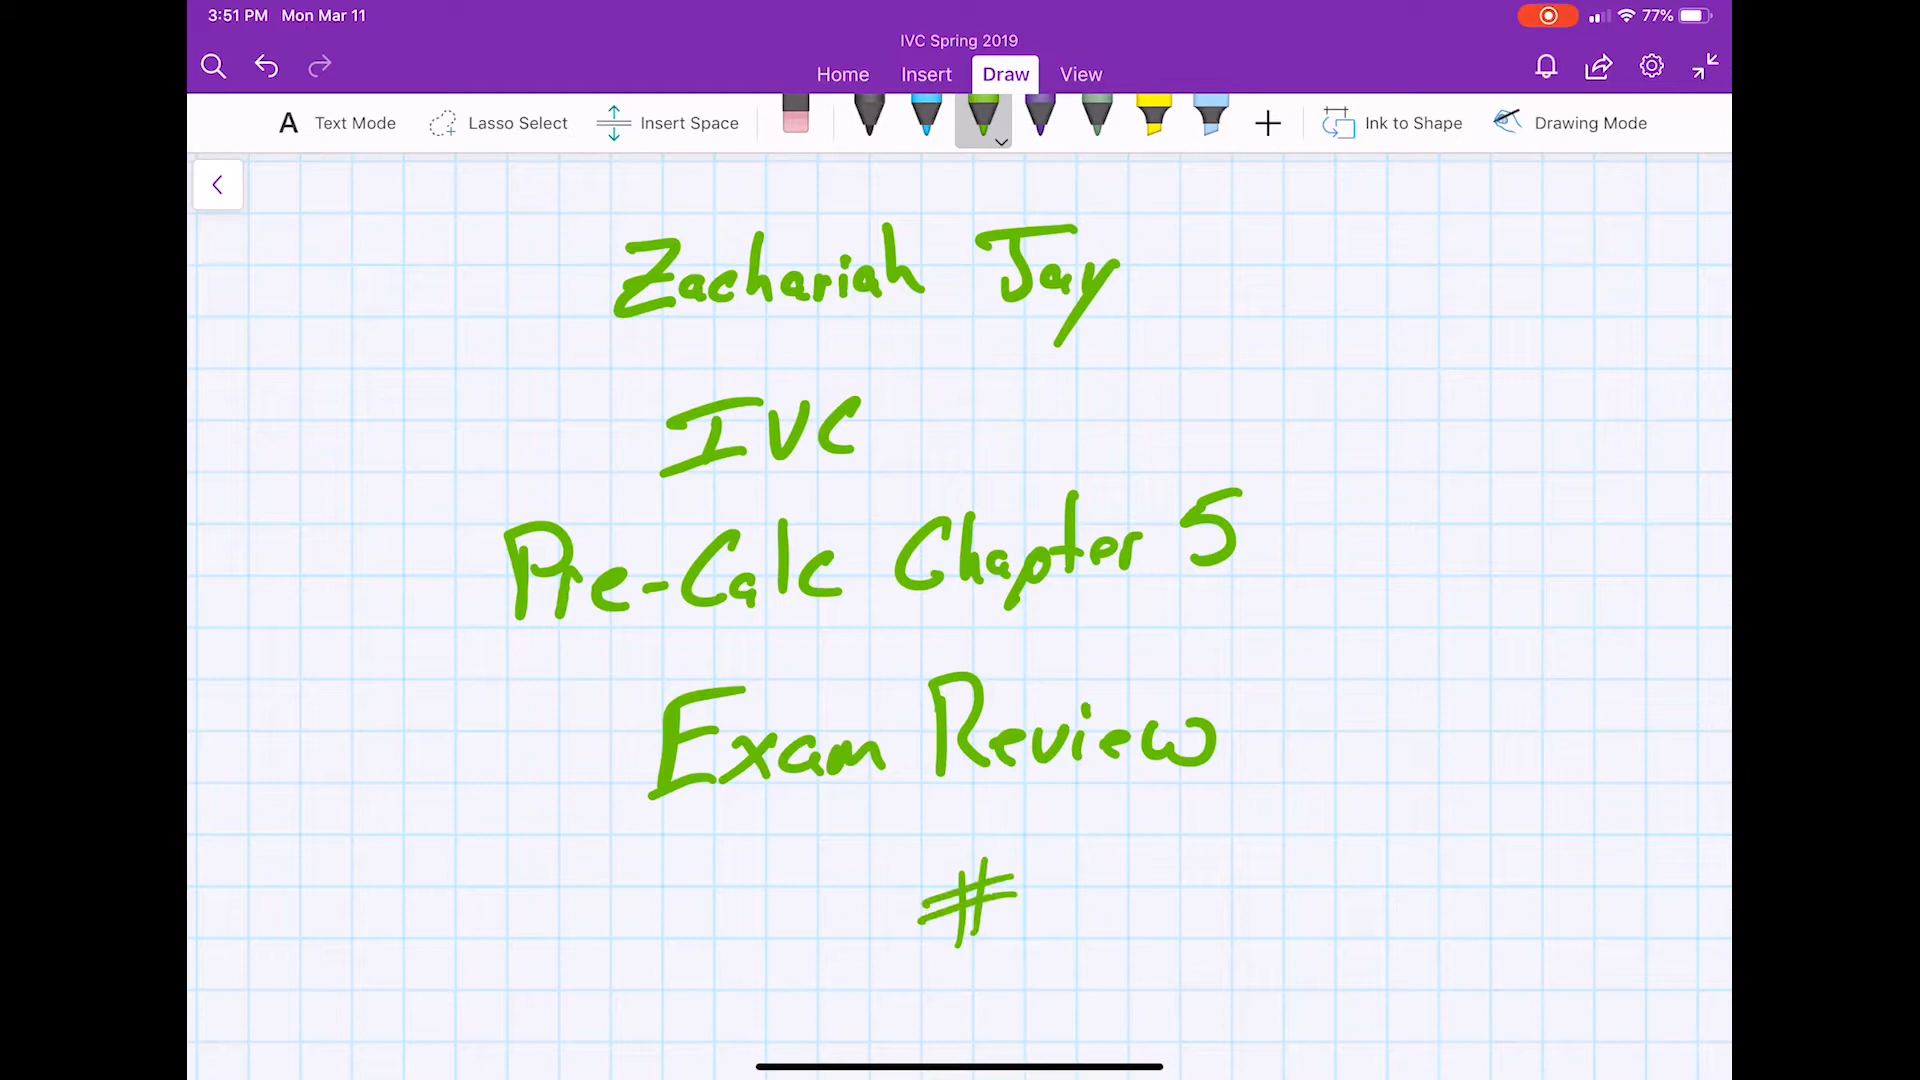 3:51 PM Mon Mar 11 77%
IVC Spring 2019
Home Insert Draw View
A Text Mode Lasso Select Insert Space Ink to Shape Drawing Mode
Zachariah Jay
IVC
Pre-Calc Chapter 5
Exam Review
#